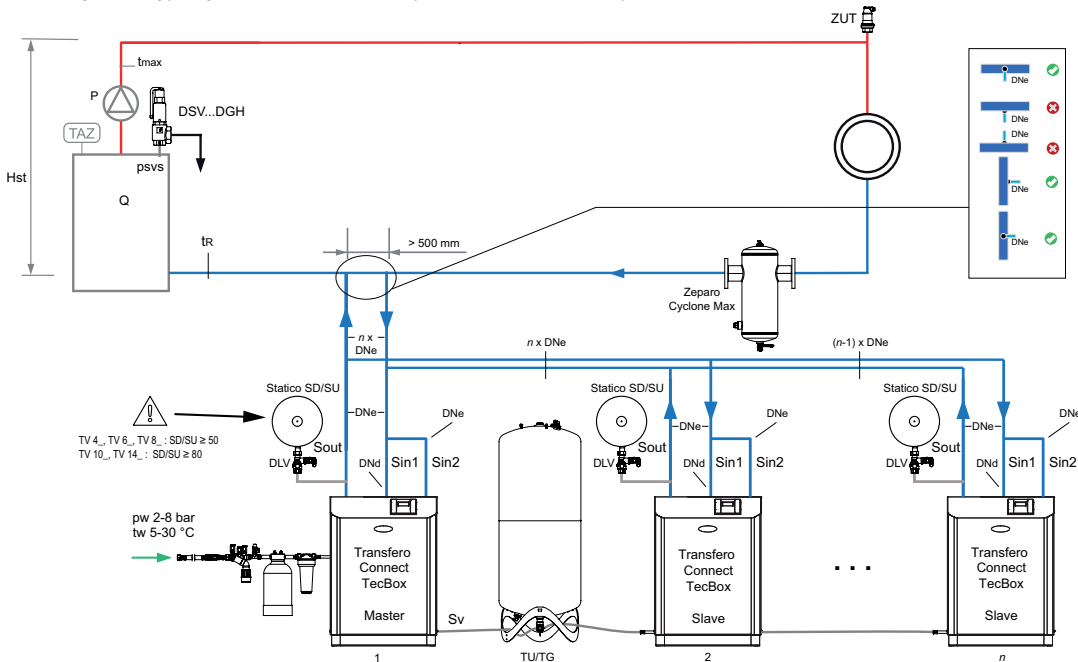 ZUT
tmax
P
DSV...DGH
TAZ
psvs
Hst
Q
tR
> 500 mm
DNe
DNe
DNe
DNe
DNe
Zeparo
Cyclone Max
n x
DNe
n x DNe
(n-1) x DNe
Statico SD/SU
Statico SD/SU
Statico SD/SU
TV 4_, TV 6_, TV 8_ : SD/SU ≥ 50
TV 10_, TV 14_ : SD/SU ≥ 80
DNe
DNe
DNe
DNe
DNe
DNe
Sout
Sout
Sout
DLV
DNd
Sin1
Sin2
DLV
DNd
Sin1
Sin2
DLV
DNd
Sin1
Sin2
pw 2-8 bar
tw 5-30 °C
Transfero
Connect
TecBox
Master
Transfero
Connect
TecBox
Slave
Transfero
Connect
TecBox
Slave
. . .
Sv
1
TU/TG
2
n